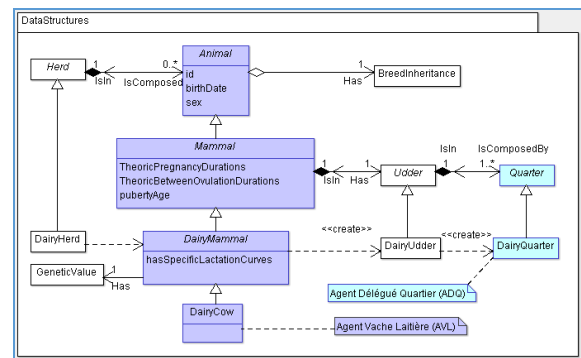 DataStructures
Herd
1
IsIn
0..*
IsComposed
Animal
id
birthDate
sex
1
Has
BreedInheritance
Mammal
TheoricPregnancyDurations
TheoricBetweenOvulationDurations
pubertyAge
1
IsIn
1
Has
Udder
IsIn
1
IsComposedBy
1..*
Quarter
DairyHerd
DairyMammal
hasSpecificLactationCurves
<<create>>
DairyUdder
<<create>>
DairyQuarter
GeneticValue
1
Has
Agent Délégué Quartier (ADQ)
DairyCow
Agent Vache Laitière (AVL)